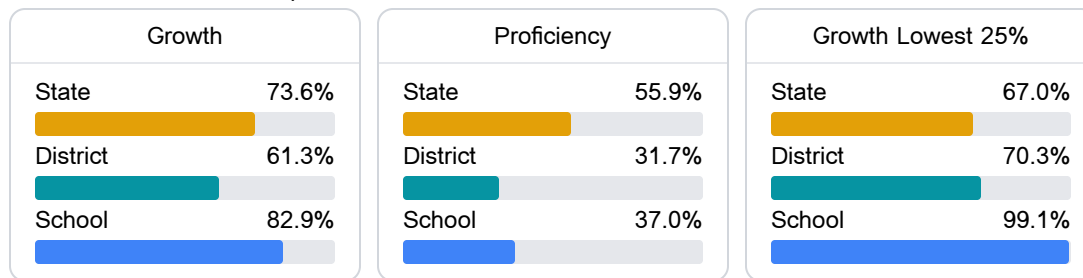 Growth
State 73.6%
District 61.3%
School 82.9%
Proficiency
State 55.9%
District 31.7%
School 37.0%
Growth Lowest 25%
State 67.0%
District 70.3%
School 99.1%